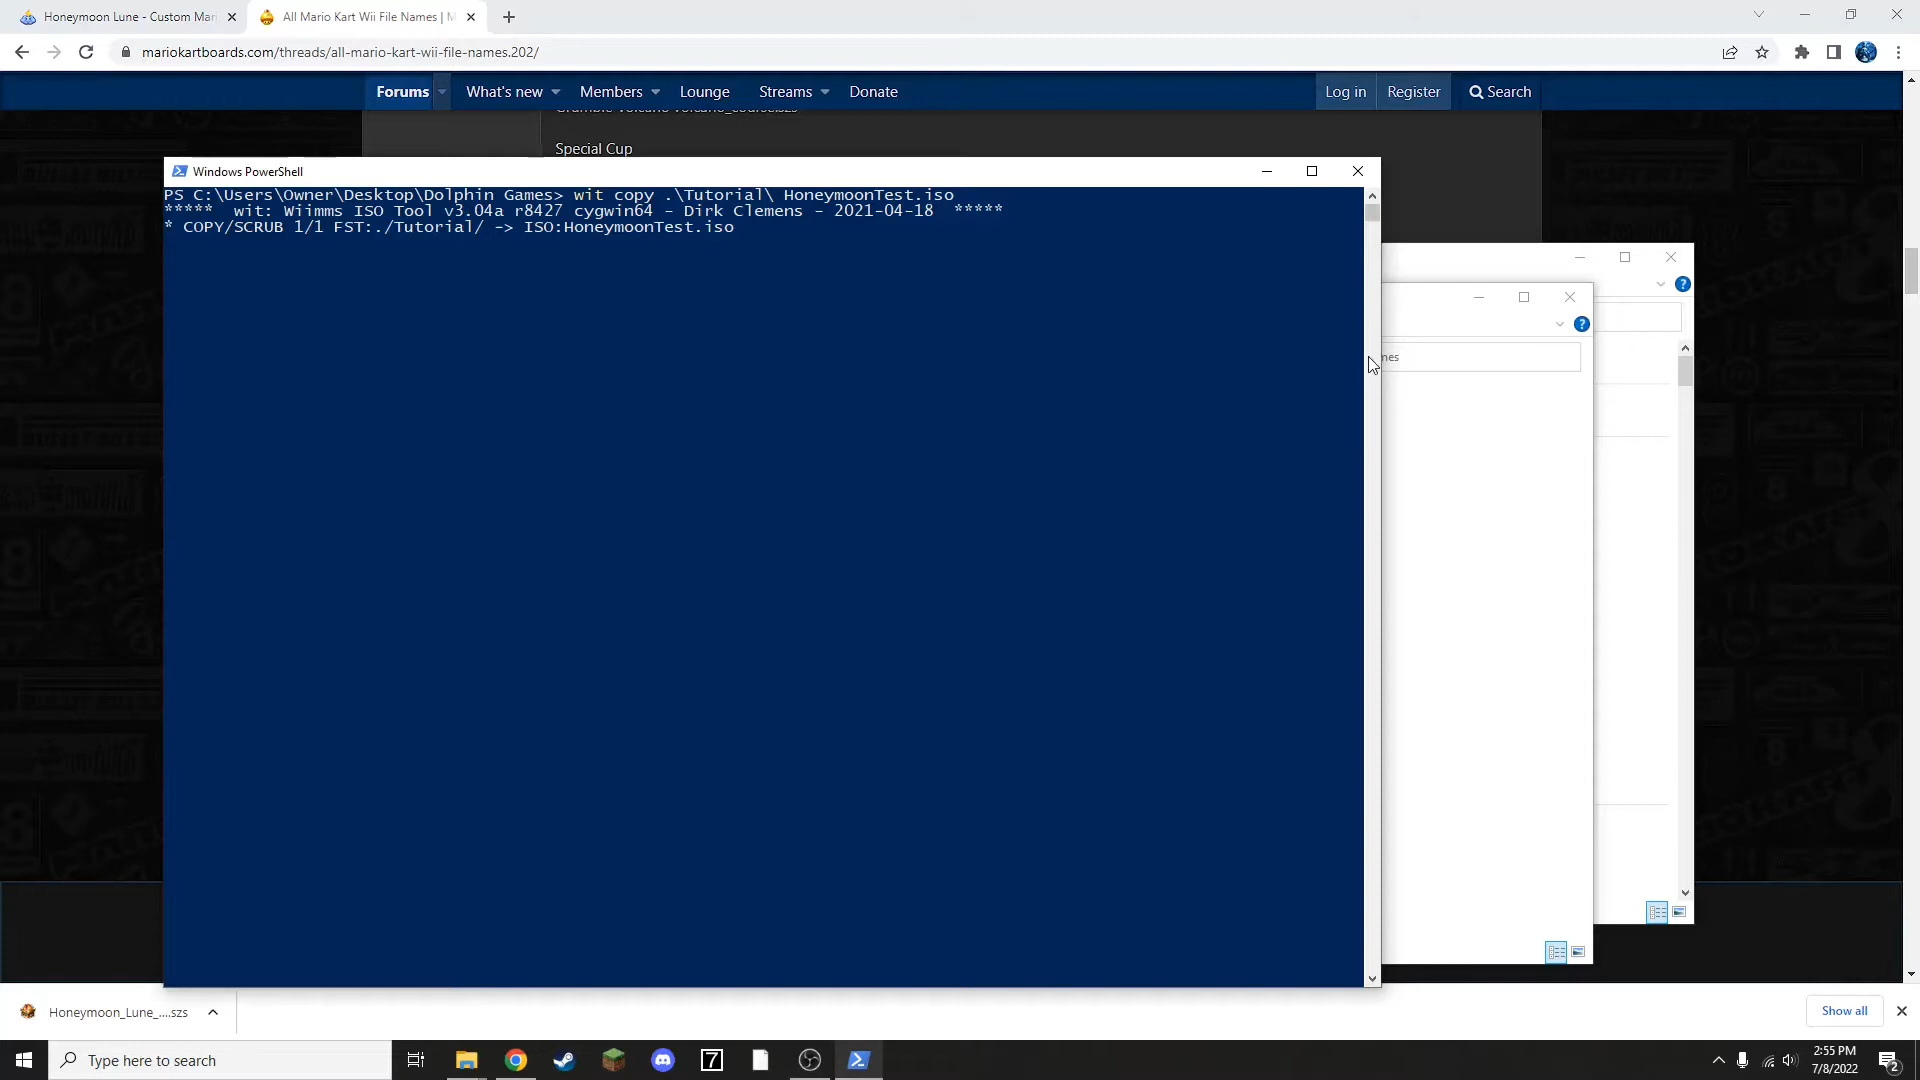 Honeymoon Lune - Custom Mar
All Mario Kart Wii File Names | M
mariokartboards.com/threads/all-mario-kart-wii-file-names.202/
Forums
What's new
Members
Lounge
Streams
Donate
Log in
Register
Search
Special Cup
Windows PowerShell
PS C:\Users\Owner\Desktop\Dolphin Games> wit copy .\Tutorial\ HoneymoonTest.iso
***** wit: Wiimms ISO Tool v3.04a r8427 cygwin64 - Dirk Clemens - 2021-04-18 *****
* COPY/SCRUB 1/1 FST:./Tutorial/ -> ISO:HoneymoonTest.iso
mes
Honeymoon_Lune_....szs
Show all
Type here to search
7
2:55 PM
7/8/2022
2